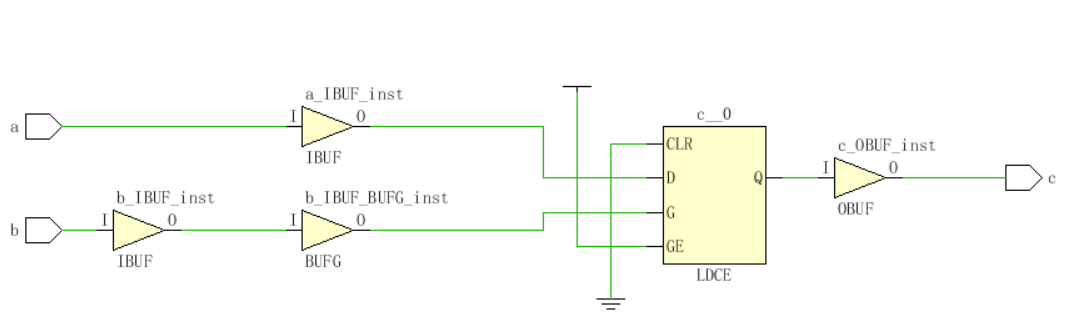 a_IBUF_inst
a
I
O
IBUF
b_IBUF_inst
b_IBUF_BUFG_inst
b
I
O
I
O
IBUF
BUFG
c__0
CLR
D
G
GE
Q
LDCE
c_OBUF_inst
I
O
OBUF
c